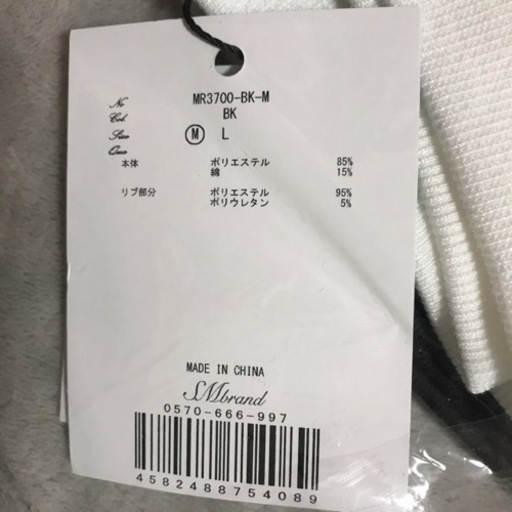 No MR3700-BK-M
Col. BK
Size M L
Qua
本体 ポリエステル 85%
綿 15%
リブ部分 ポリエステル 95%
ポリウレタン 5%
MADE IN CHINA
SMbrand
0570-666-997
4582488754089